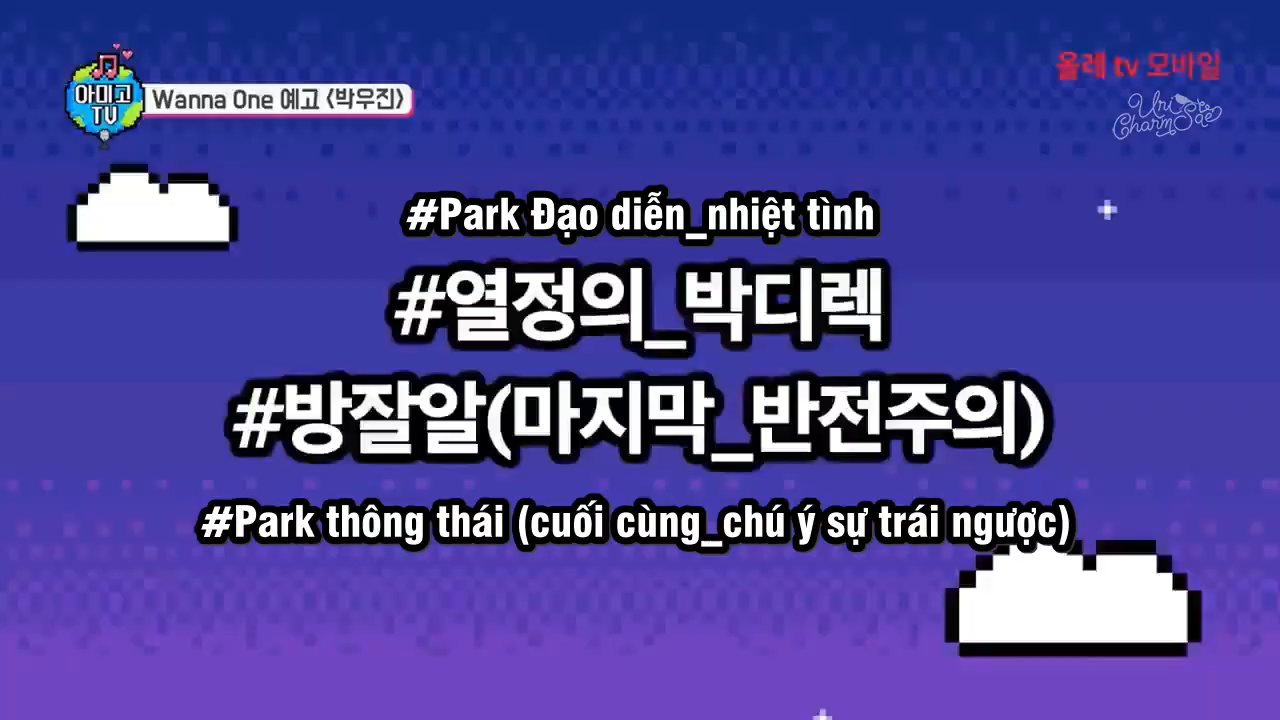 아미고 TV
Wanna One 예고 <박우진>
올레 tv 모바일
Uri CharmSae
#Park Đạo diễn_nhiệt tình
#열정의_박디렉
#방잘알(마지막_반전주의)
#Park thông thái (cuối cùng_chú ý sự trái ngược)